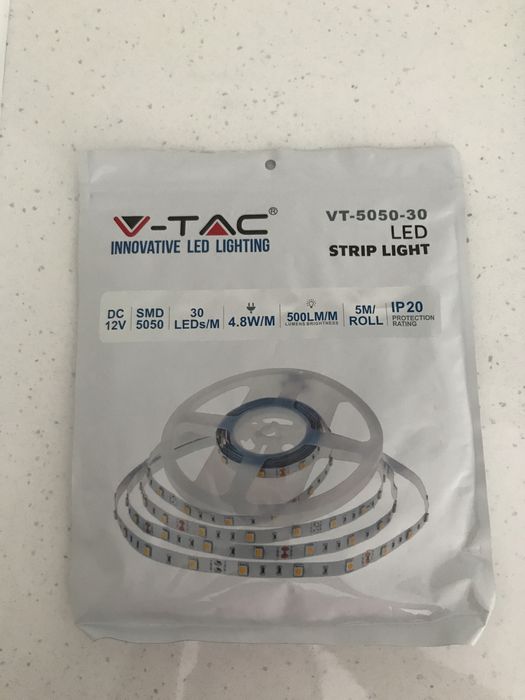 V-TAC®
INNOVATIVE LED LIGHTING
VT-5050-30
LED
STRIP LIGHT
DC
12V
SMD
5050
30
LEDs/M
4.8W/M
500LM/M
LUMENS BRIGHTNESS
5M/
ROLL
IP20
PROTECTION
RATING